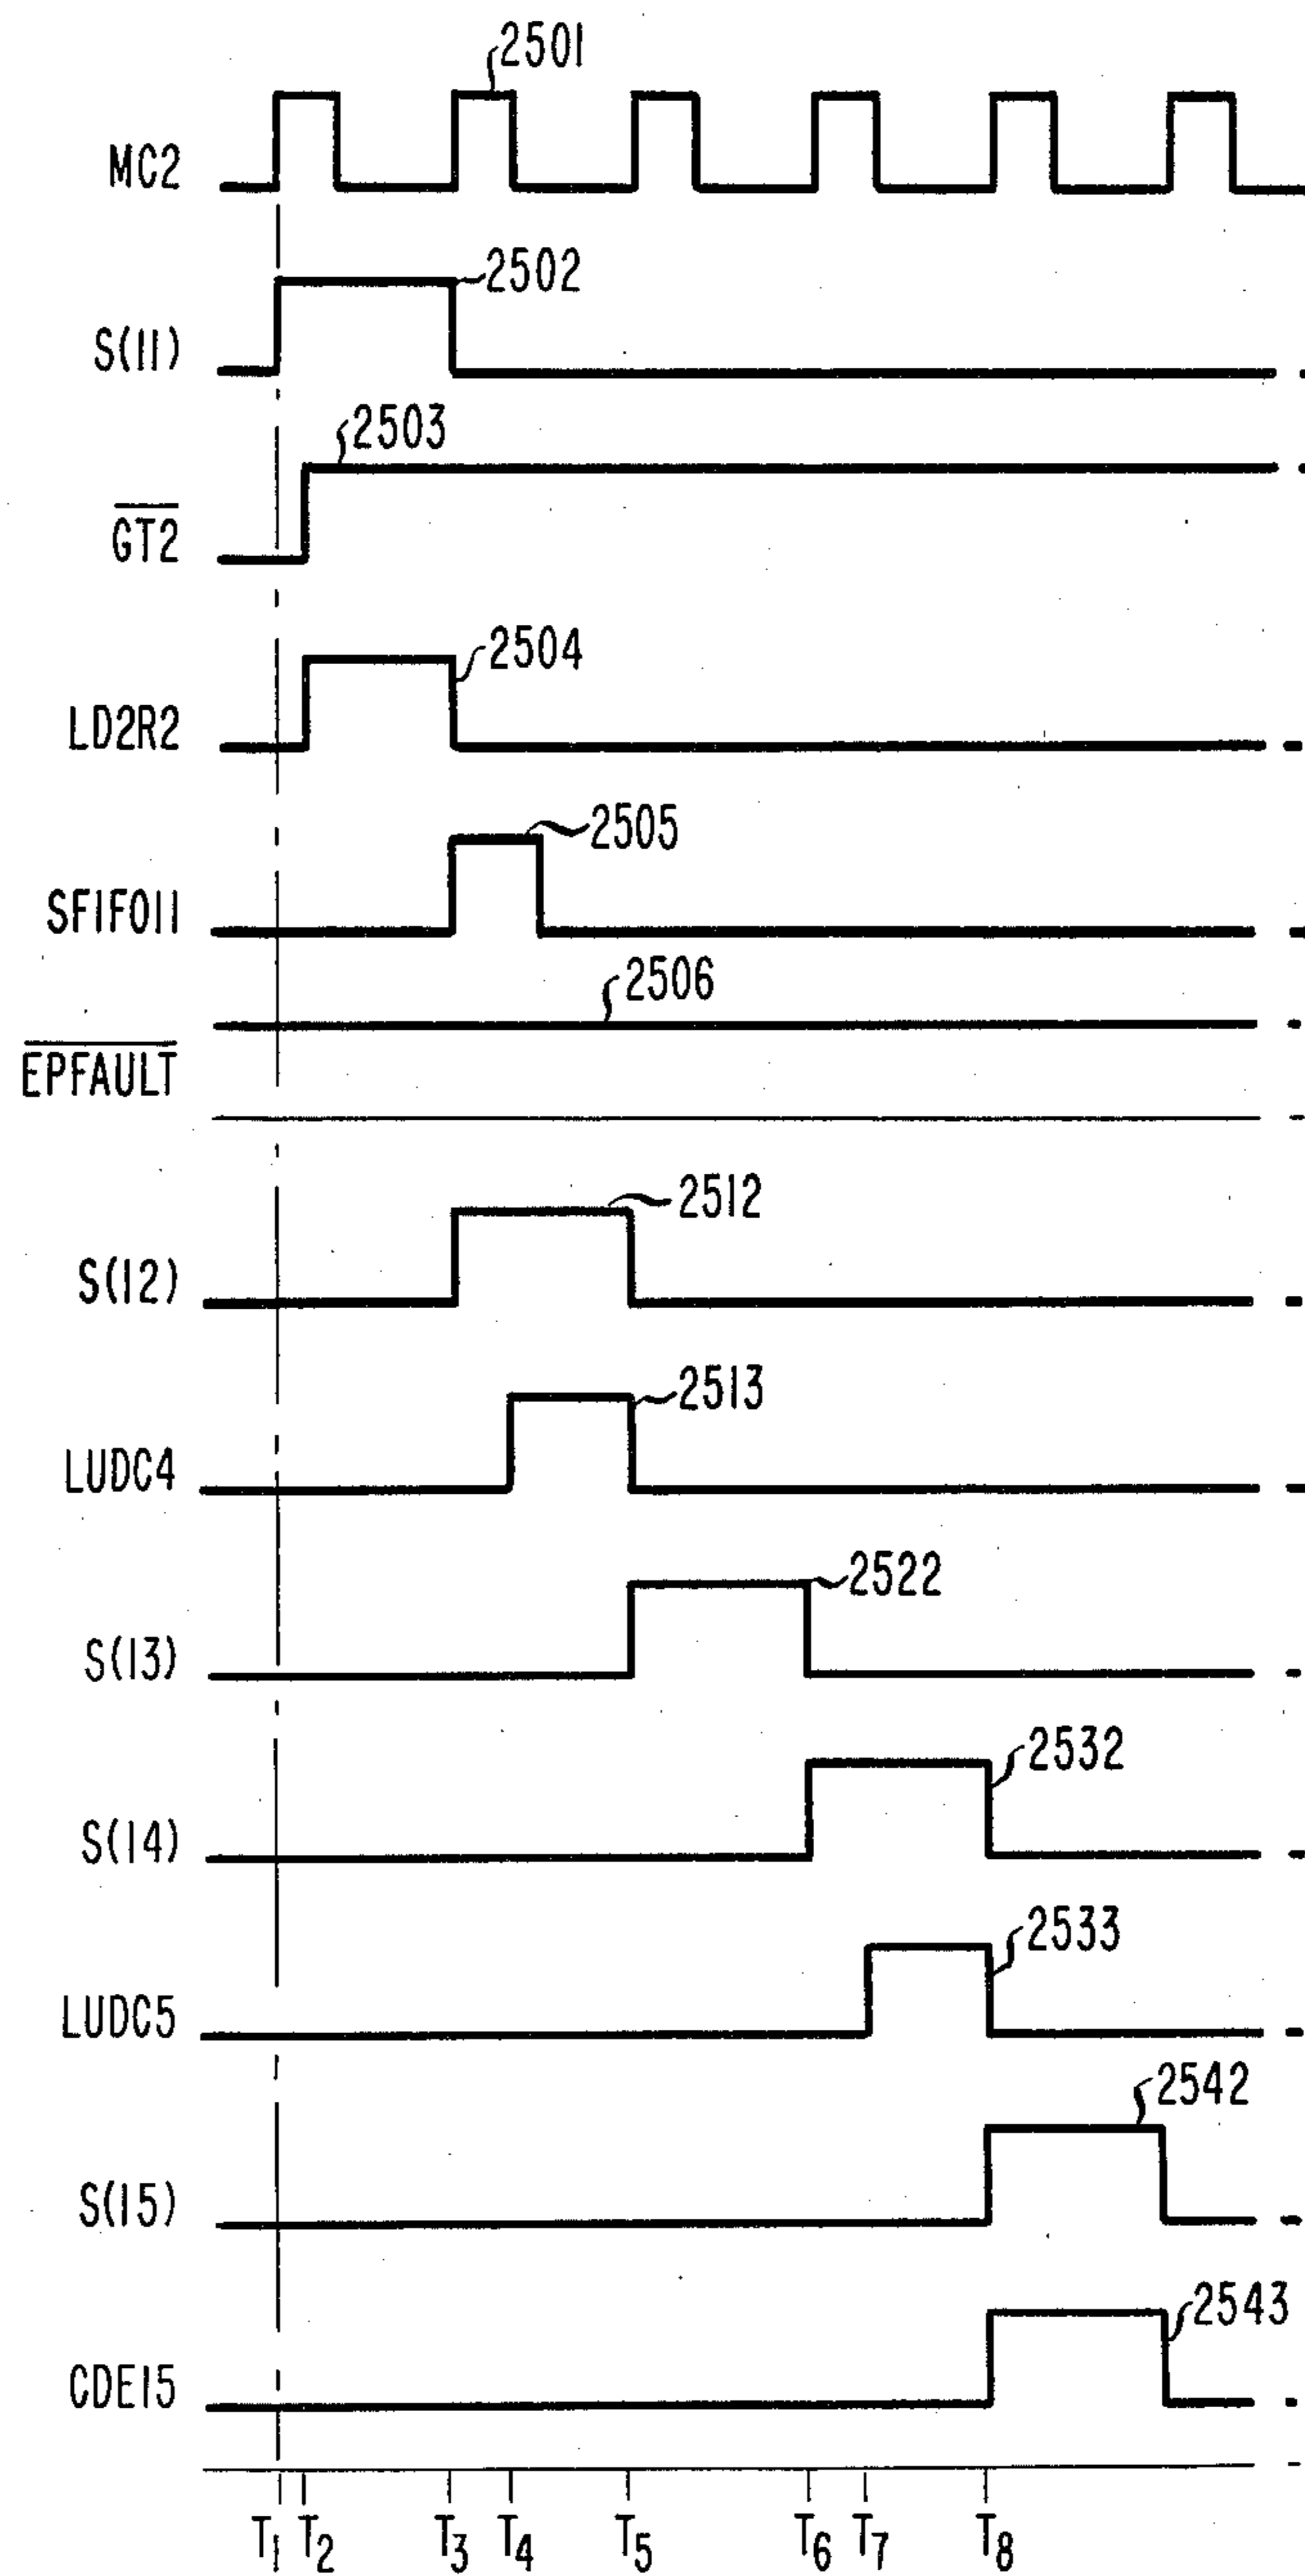 2501
MC2
2502
S(11)
2503
GT2
2504
LD2R2
2505
SFIFO11
2506
EPFAULT
2512
S(12)
2513
LUDC4
2522
S(13)
2532
S(14)
2533
LUDC5
2542
S(15)
2543
CDE15
T1 T2 T3 T4 T5 T6 T7 T8